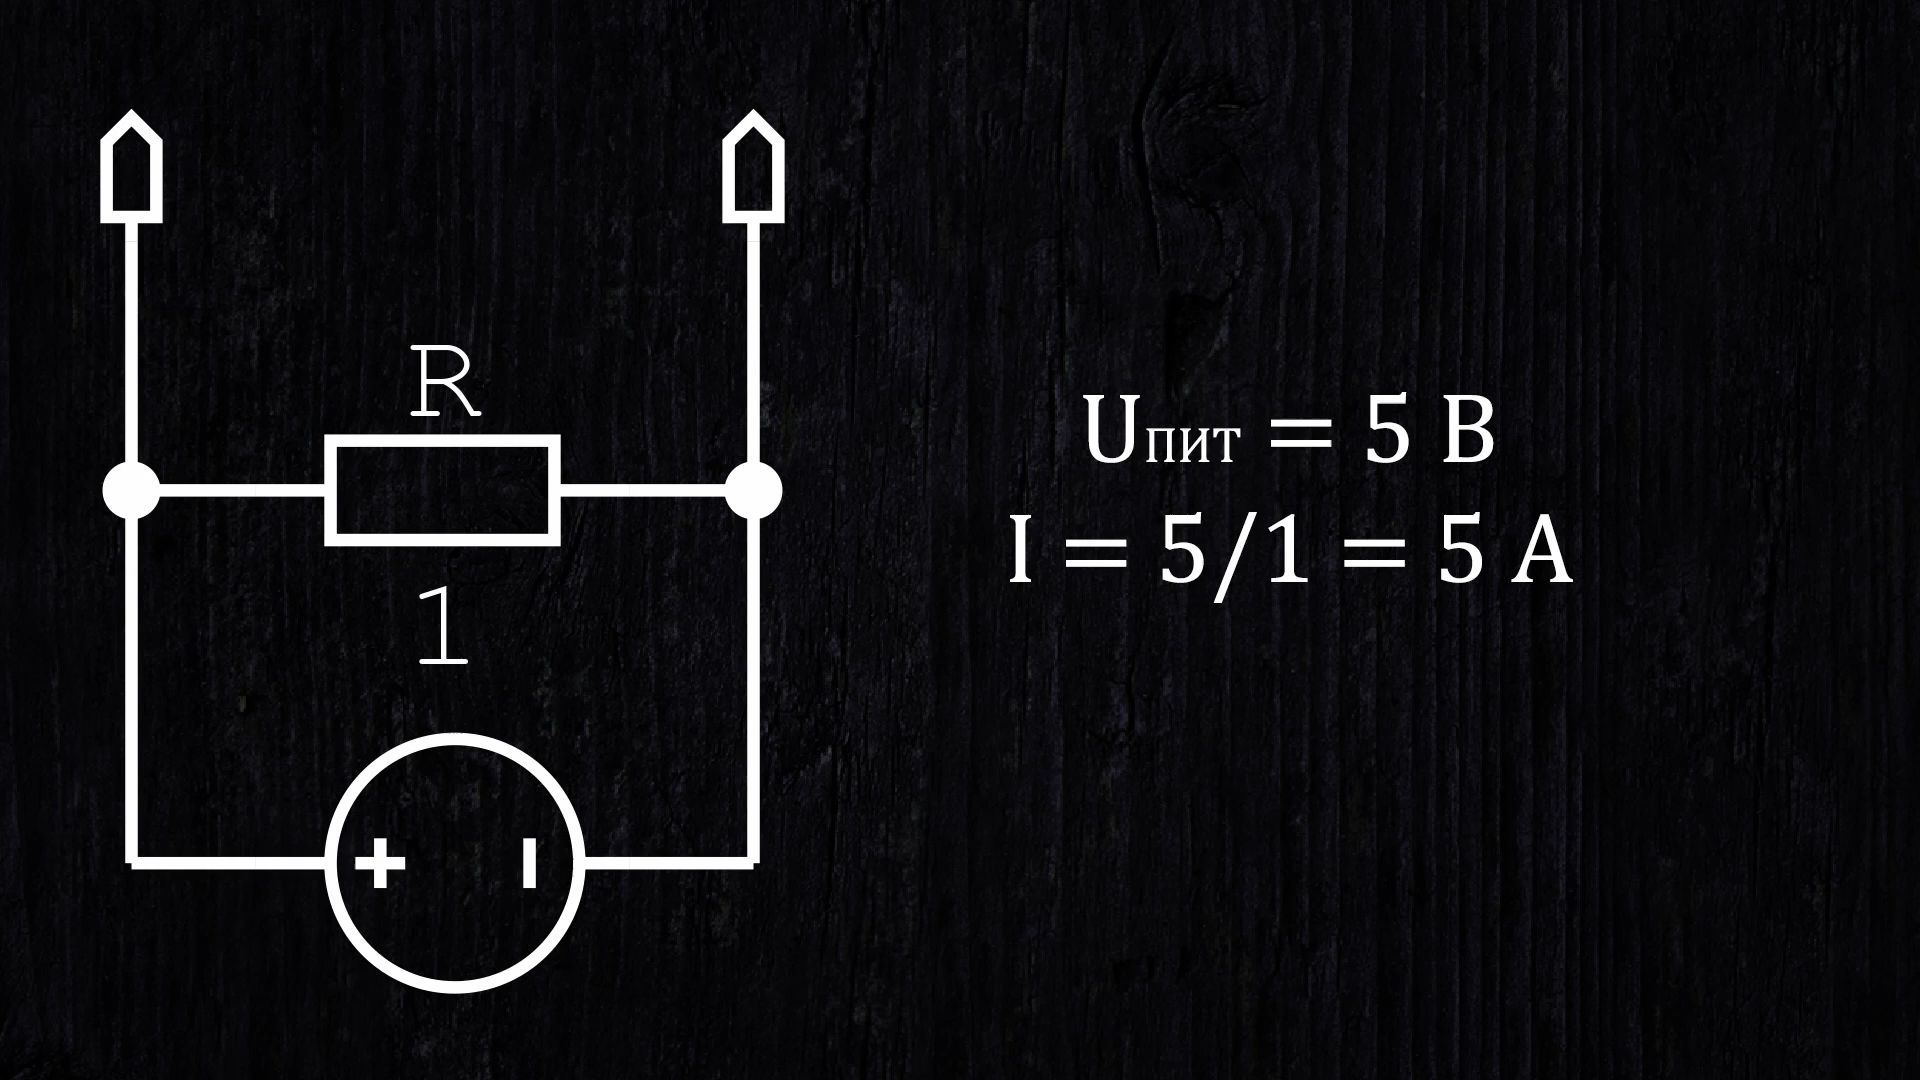 R
1
+ -
Uпит = 5 В
I = 5/1 = 5 А